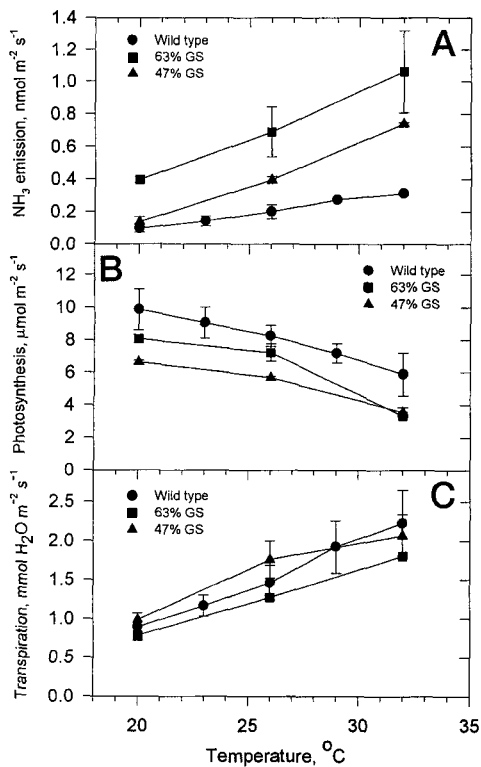 A
Wild type
63% GS
47% GS
NH3 emission, nmol m⁻² s⁻¹
1.4
1.2
1.0
0.8
0.6
0.4
0.2
0.0
B
Wild type
63% GS
47% GS
Photosynthesis, μmol m⁻² s⁻¹
12
10
8
6
4
2
0
C
Wild type
63% GS
47% GS
Transpiration, mmol H2O m⁻² s⁻¹
2.5
2.0
1.5
1.0
0.5
0.0
20 25 30 35
Temperature, °C